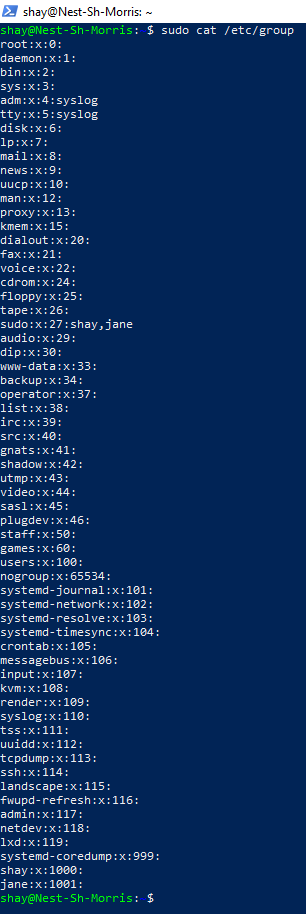 shay@Nest-Sh-Morris: ~
shay@Nest-Sh-Morris: $ sudo cat /etc/group
root:x:0:
daemon:x:1:
bin:x:2:
sys:x:3:
adm:x:4:syslog
tty:x:5:syslog
disk:x:6:
lp:x:7:
mail:x:8:
news:x:9:
uucp:x:10:
man:x:12:
proxy:x:13:
kmem:x:15:
dialout:x:20:
fax:x:21:
voice:x:22:
cdrom:x:24:
floppy:x:25:
tape:x:26:
sudo:x:27:shay,jane
audio:x:29:
dip:x:30:
www-data:x:33:
backup:x:34:
operator:x:37:
list:x:38:
irc:x:39:
src:x:40:
gnats:x:41:
shadow:x:42:
utmp:x:43:
video:x:44:
sasl:x:45:
plugdev:x:46:
staff:x:50:
games:x:60:
users:x:100:
nogroup:x:65534:
systemd-journal:x:101:
systemd-network:x:102:
systemd-resolve:x:103:
systemd-timesync:x:104:
crontab:x:105:
messagebus:x:106:
input:x:107:
kvm:x:108:
render:x:109:
syslog:x:110:
tss:x:111:
uuidd:x:112:
tcpdump:x:113:
ssh:x:114:
landscape:x:115:
fwupd-refresh:x:116:
admin:x:117:
netdev:x:118:
lxd:x:119:
systemd-coredump:x:999:
shay:x:1000:
jane:x:1001:
shay@Nest-Sh-Morris: $